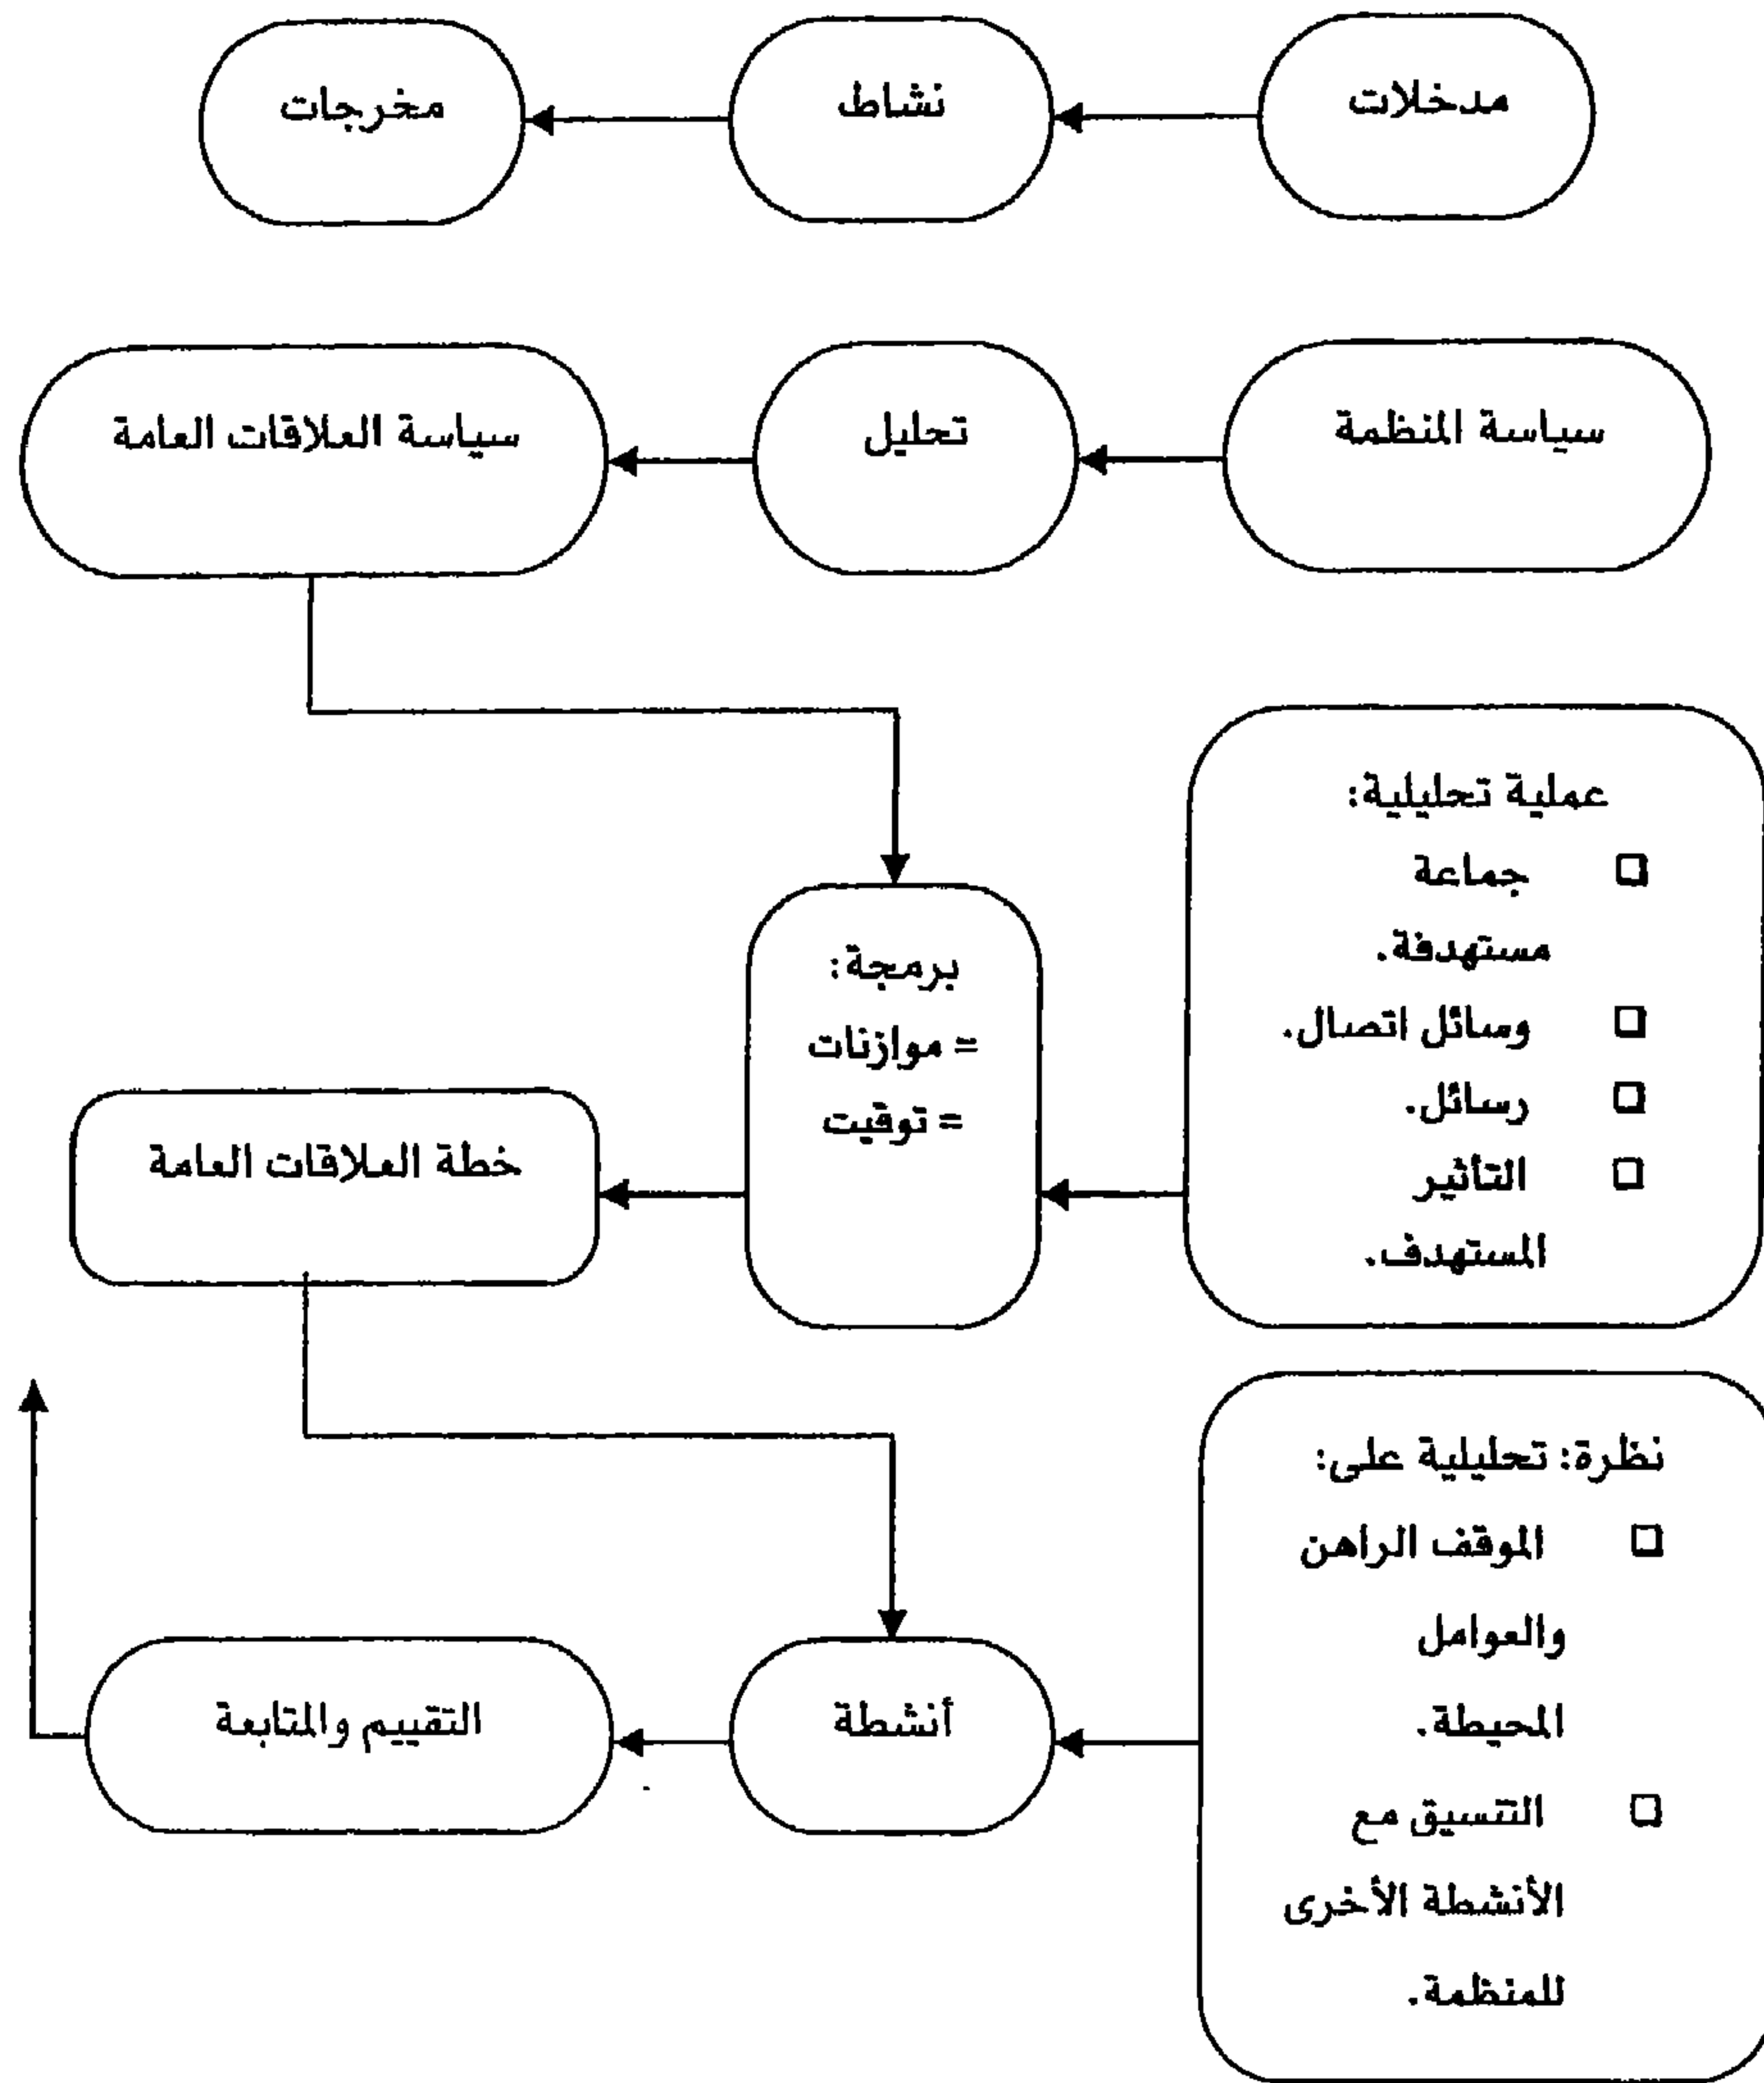 مدخلات
نشاط
مخرجات
سياسة المنظمة
تحليل
سياسة العلاقات العامة
عملية تحليلية:
❑ جماعة
مستهدفة.
❑ وسائل اتصال.
❑ رسائل.
❑ التأثير
المستهدف.
برمجة:
= موازنات
= توقيت
خطة العلاقات العامة
نظرة: تحليلية على:
❑ الموقف الراهن
والعوامل
المحيطة.
❑ التنسيق مع
الأنشطة الأخرى
للمنظمة.
أنشطة
التقييم والمتابعة